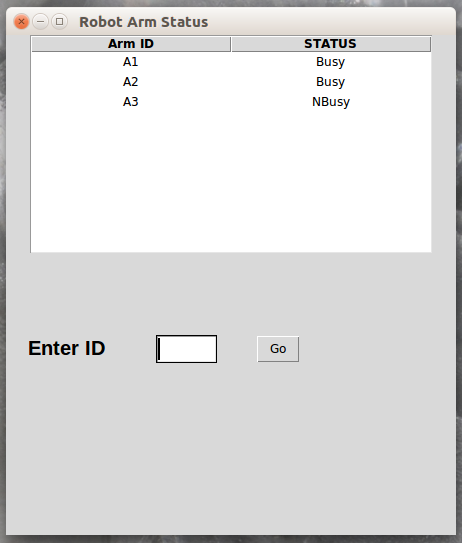 Robot Arm Status
Arm ID STATUS
A1 Busy
A2 Busy
A3 NBusy
Enter ID Go